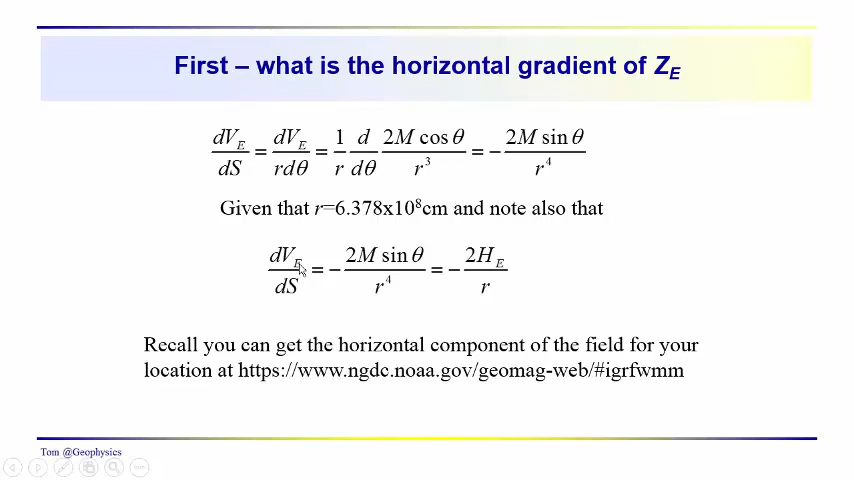 First – what is the horizontal gradient of Z_E
dV_E/dS = dV_E/rdθ = 1/r d/dθ 2M cos θ/r^3 = − 2M sin θ/r^4
Given that r=6.378x10^8cm and note also that
dV_E/dS = − 2M sin θ/r^4 = − 2H_E/r
Recall you can get the horizontal component of the field for your
location at https://www.ngdc.noaa.gov/geomag-web/#igrfwmm
Tom @Geophysics